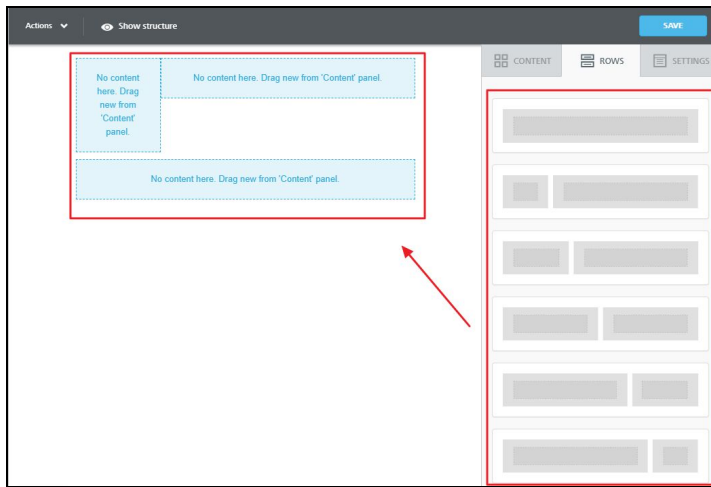 Actions
Show structure
SAVE
CONTENT
ROWS
SETTINGS
No content
here. Drag
new from
'Content'
panel.
No content here. Drag new from 'Content' panel.
No content here. Drag new from 'Content' panel.